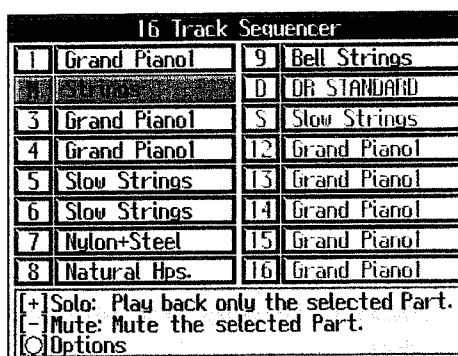 16 Track Sequencer
1 Grand Piano1
M Strings
3 Grand Piano1
4 Grand Piano1
5 Slow Strings
6 Slow Strings
7 Nylon+Steel
8 Natural Hps.
9 Bell Strings
D DR STANDARD
S Slow Strings
12 Grand Piano1
13 Grand Piano1
14 Grand Piano1
15 Grand Piano1
16 Grand Piano1
[+]Solo: Play back only the selected Part.
[-]Mute: Mute the selected Part.
[○]Options